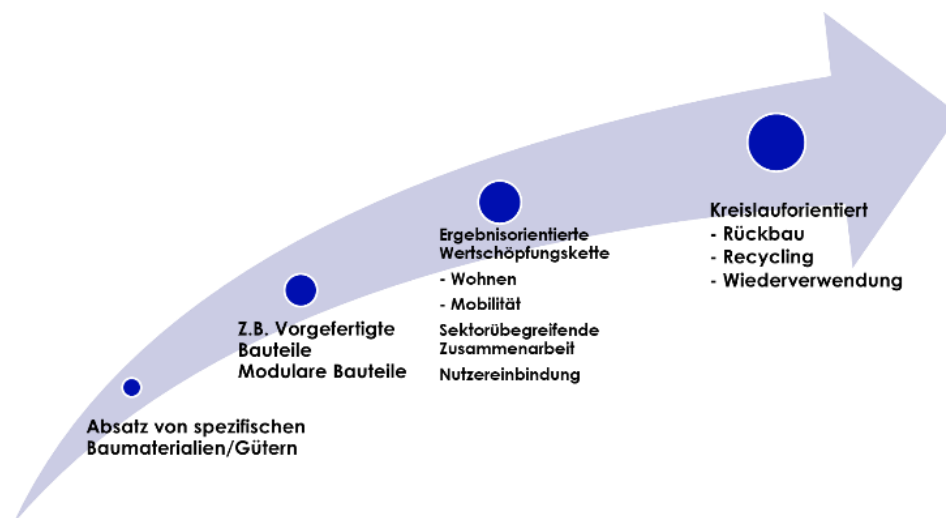 Absatz von spezifischen
Baumaterialien/Gütern
Z.B. Vorgefertigte
Bauteile
Modulare Bauteile
Ergebnisorientierte
Wertschöpfungskette
- Wohnen
- Mobilität
Sektorübegreifende
Zusammenarbeit
Nutzereinbindung
Kreislauforientiert
- Rückbau
- Recycling
- Wiederverwendung